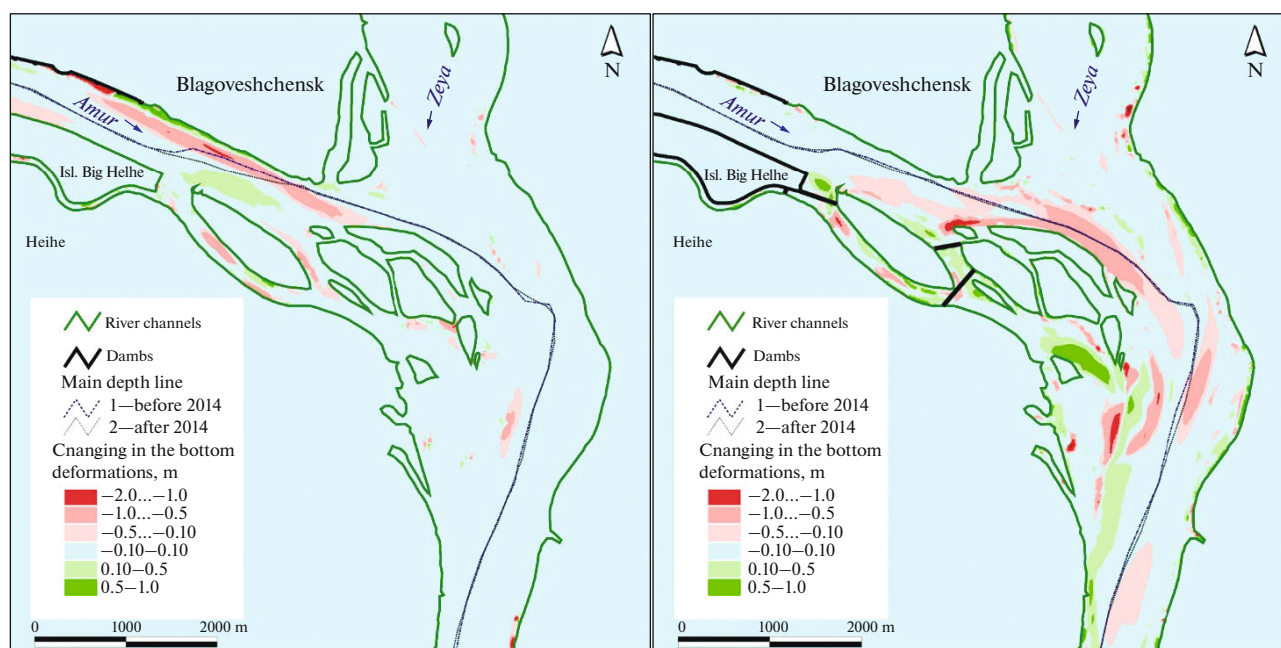 Blagoveshchensk
N
Zeya
Amur
Isl. Big Helhe
Heihe
River channels
Dambs
Main depth line
1—before 2014
2—after 2014
Cnanging in the bottom
deformations, m
−2.0...−1.0
−1.0...−0.5
−0.5...−0.10
−0.10−0.10
0.10−0.5
0.5−1.0
0 1000 2000 m
Blagoveshchensk
N
Zeya
Amur
Isl. Big Helhe
Heihe
River channels
Dambs
Main depth line
1—before 2014
2—after 2014
Cnanging in the bottom
deformations, m
−2.0...−1.0
−1.0...−0.5
−0.5...−0.10
−0.10−0.10
0.10−0.5
0.5−1.0
0 1000 2000 m